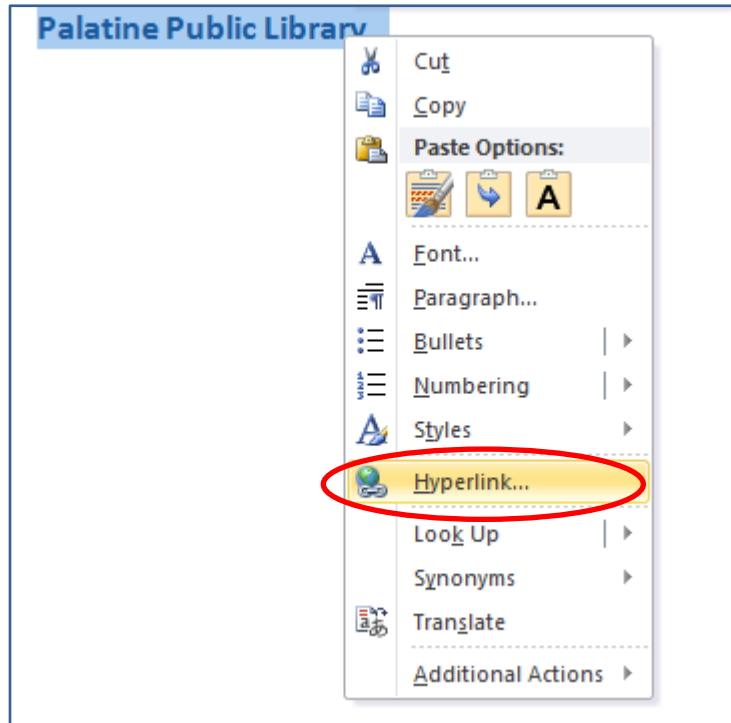 Palatine Public Library
Cut
Copy
Paste Options:
A
Font...
Paragraph...
Bullets
Numbering
Styles
Hyperlink...
Look Up
Synonyms
Translate
Additional Actions